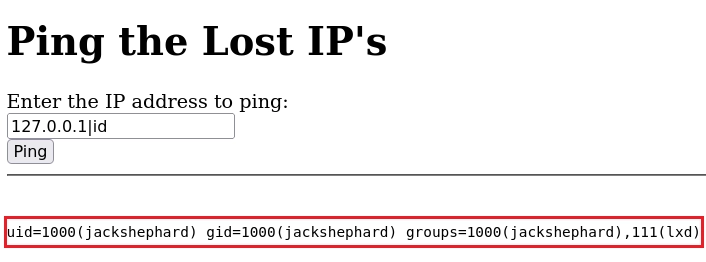 Ping the Lost IP's
Enter the IP address to ping:
127.0.0.1|id
Ping
uid=1000(jackshephard) gid=1000(jackshephard) groups=1000(jackshephard),111(lxd)